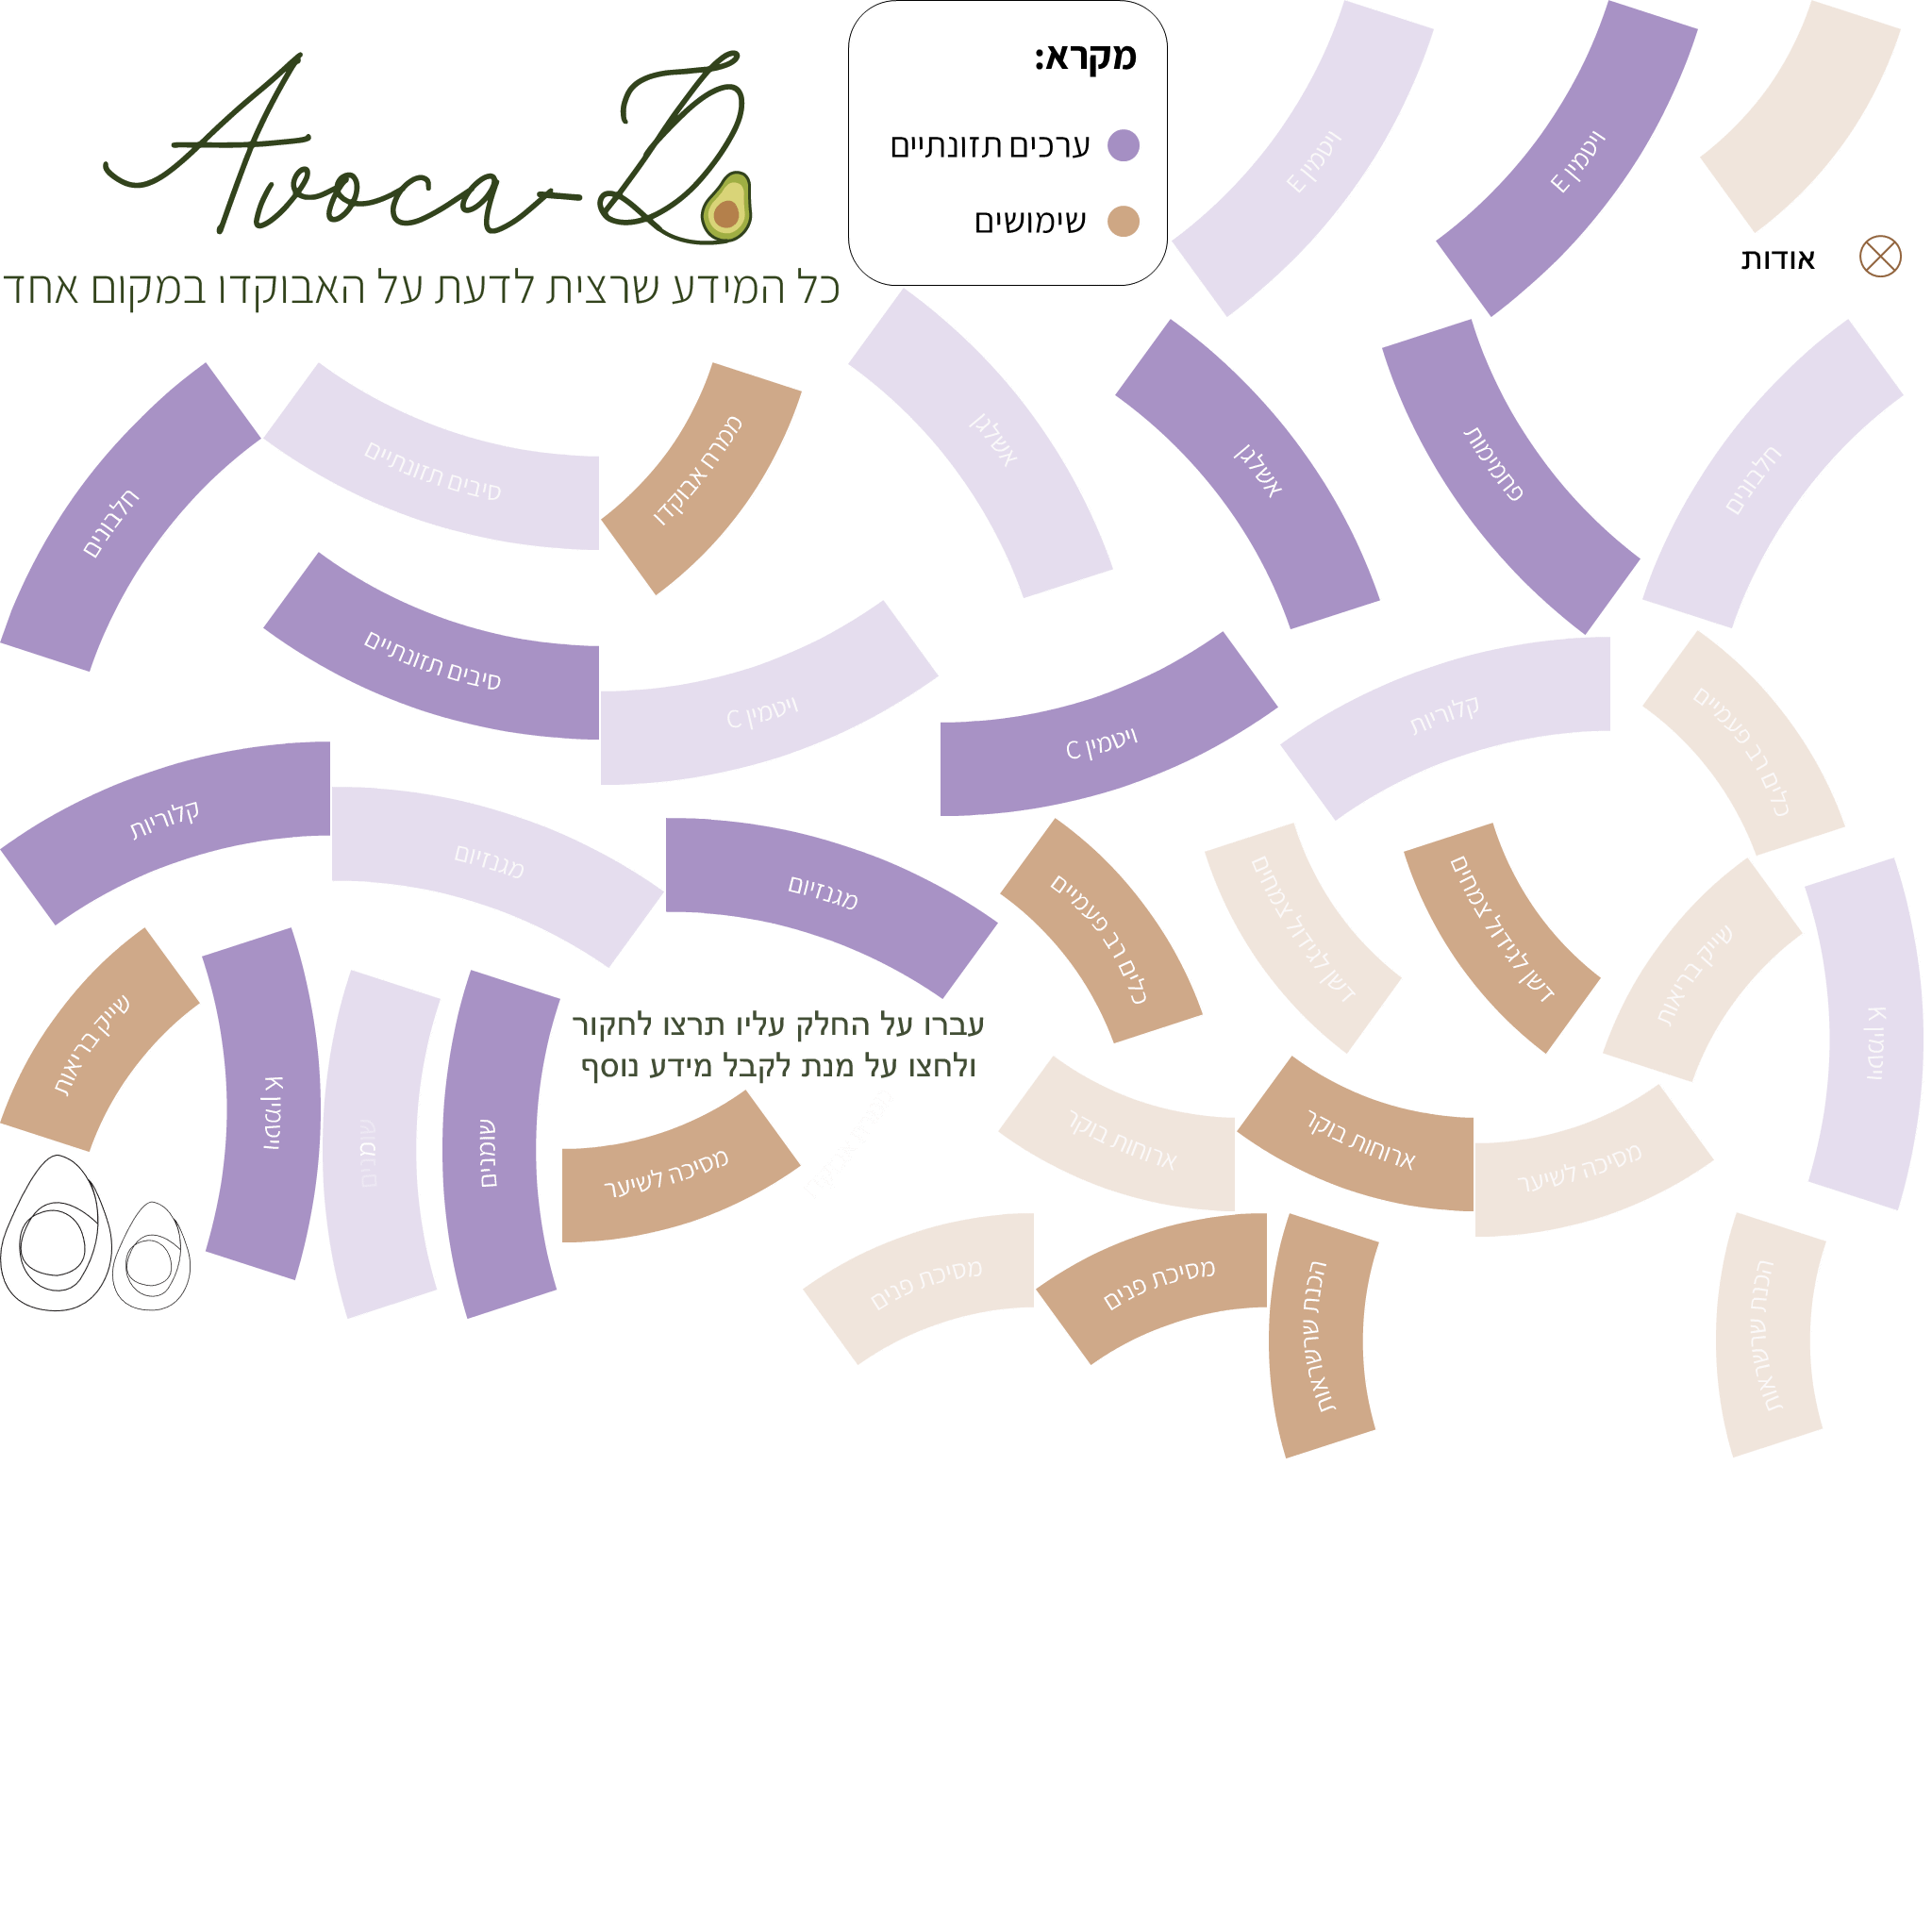 Avoca-Do
כל המידע שרצית לדעת על האבוקדו במקום אחד
מקרא:
ערכים תזונתיים
שימושים
ויטמין E
ויטמין E
אודות
חלבונים
סיבים תזונתיים
ממרח אבוקדו
אשלגן
אשלגן
פחמימות
חלבונים
סיבים תזונתיים
ויטמין C
ויטמין C
קלוריות
כלים רב פעמיים
קלוריות
מגנזיום
מגנזיום
כלים רב פעמיים
דשן לגידול צמחים
דשן לגידול צמחים
שייק בריאות
ויטמין K
שייק בריאות
ויטמין K
שומנים
שומנים
עברו על החלק עליו תרצו לחקור
ולחצו על מנת לקבל מידע נוסף
מסיכה לשיער
ארוחות בוקר
ארוחות בוקר
מסיכה לשיער
מסיכת פנים
מסיכת פנים